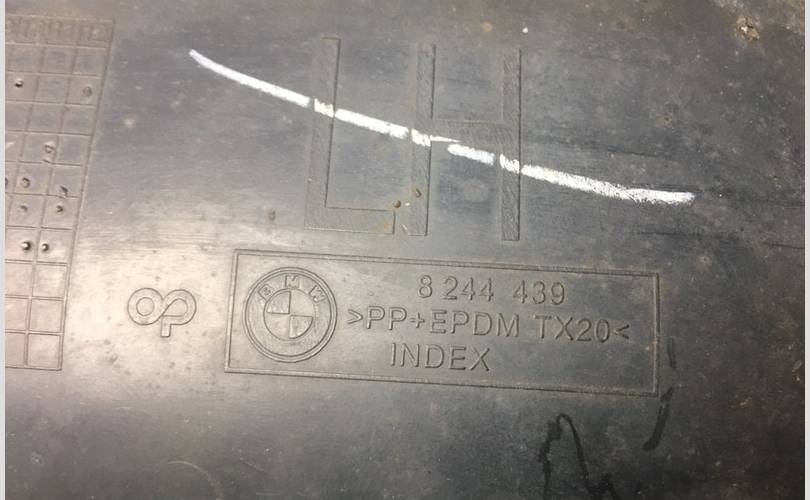 LH
BMW
8 244 439
>PP+EPDM TX20<
INDEX